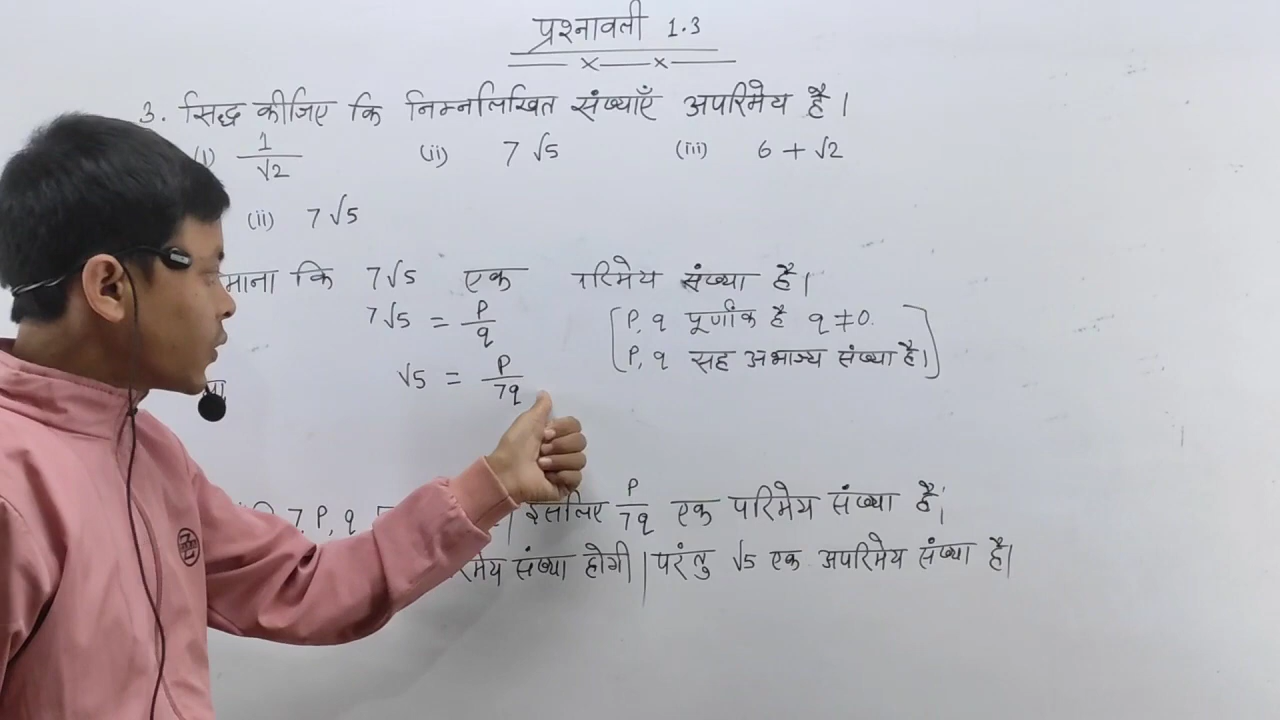 प्रश्नावली 1.3
3. सिद्ध कीजिए कि निम्नलिखित संख्याएँ अपरिमेय है।
(i) 1/√2 (ii) 7√5 (iii) 6 + √2
(ii) 7√5
माना कि 7√5 एक परिमेय संख्या है।
7√5 = P/q [P, q पूर्णांक है q ≠ 0.
√5 = P/7q P, q सह अभाज्य संख्या है।]
7, P, q इसलिए P/7q एक परिमेय संख्या है।
संख्या होगी | परंतु √5 एक अपरिमेय संख्या है।